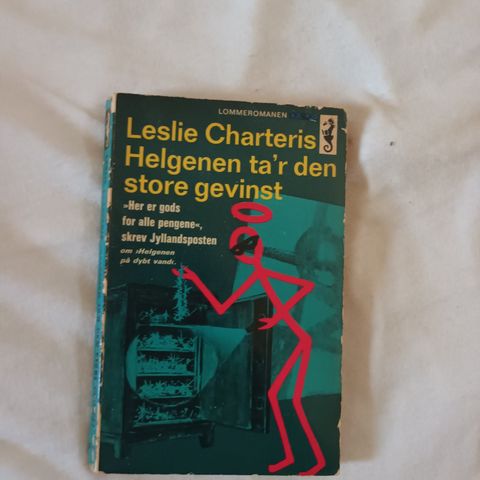 LOMMEROMANEN
Leslie Charteris
Helgenen ta'r den
store gevinst
»Her er gods
for alle pengene«,
skrev Jyllandsposten
om ›Helgenen
på dybt vand‹.